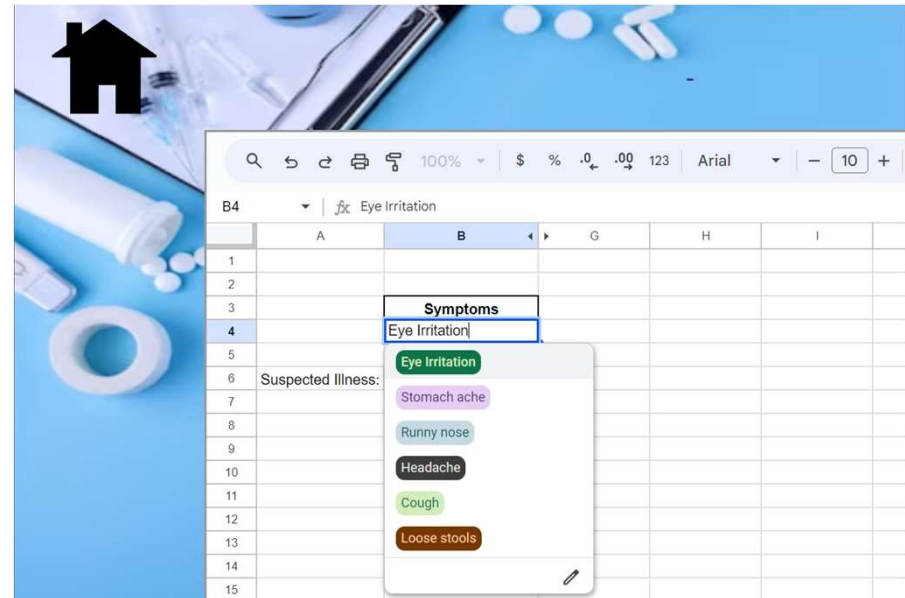 100% $ % .0 .00 123 Arial − 10 +
B4 fx Eye Irritation
A B G H I
1
2
3 Symptoms
4 Eye Irritation
5 Eye Irritation
6 Suspected Illness:
7 Stomach ache
8 Runny nose
9
10 Headache
11 Cough
12
13 Loose stools
14
15